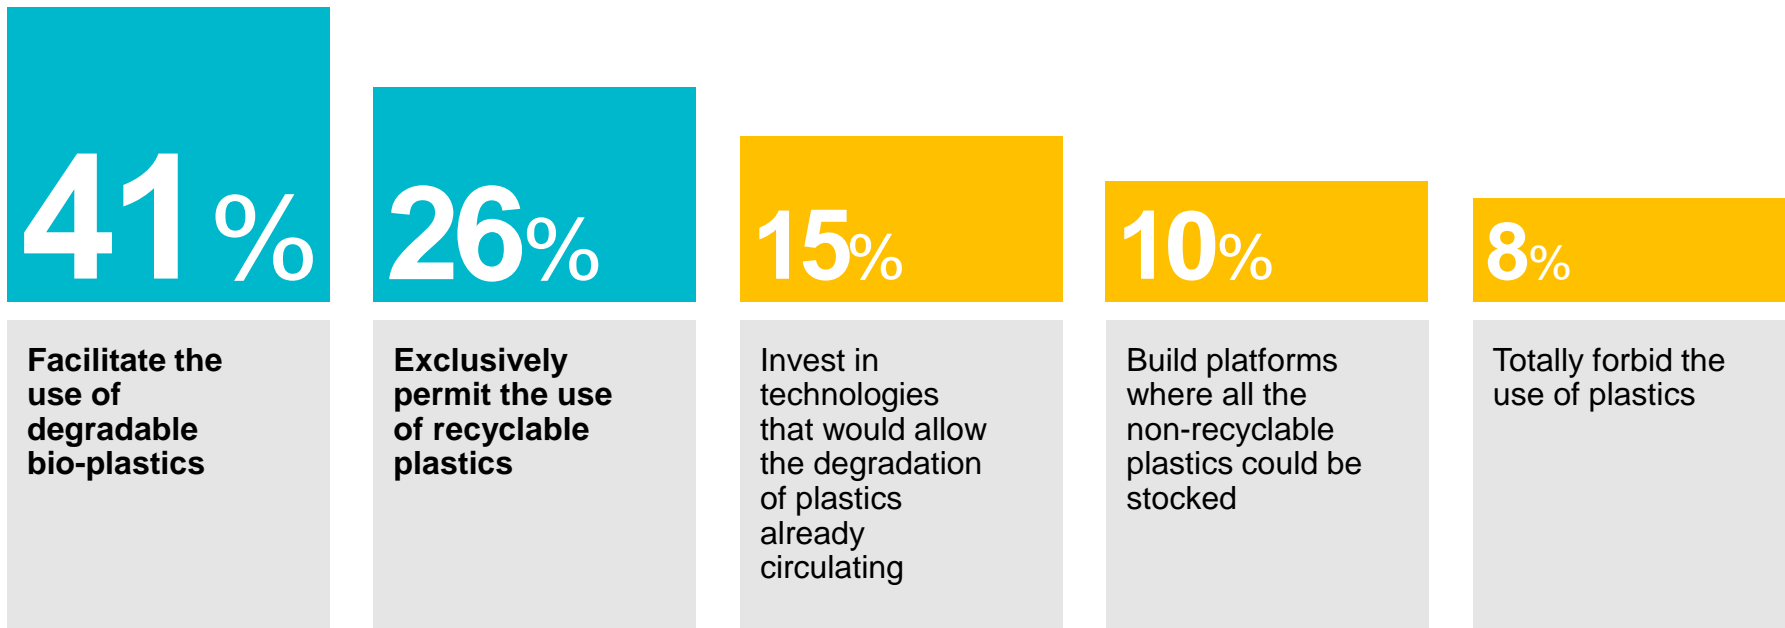 41%
Facilitate the
use of
degradable
bio-plastics
26%
Exclusively
permit the use
of recyclable
plastics
15%
Invest in
technologies
that would allow
the degradation
of plastics
already
circulating
10%
Build platforms
where all the
non-recyclable
plastics could be
stocked
8%
Totally forbid the
use of plastics